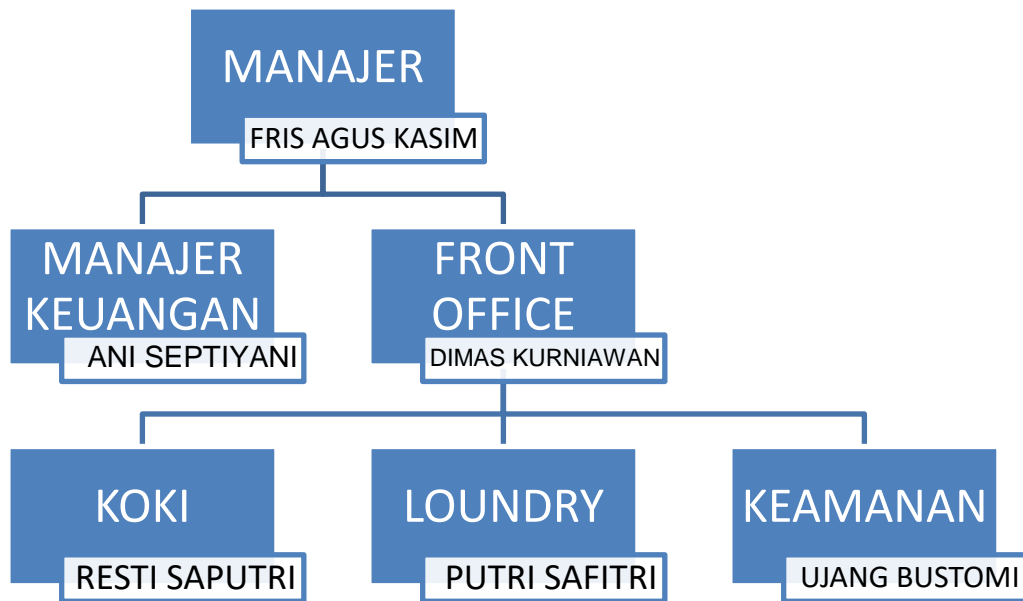 MANAJER
FRIS AGUS KASIM
MANAJER
KEUANGAN
ANI SEPTIYANI
FRONT
OFFICE
DIMAS KURNIAWAN
KOKI
RESTI SAPUTRI
LOUNDRY
PUTRI SAFITRI
KEAMANAN
UJANG BUSTOMI